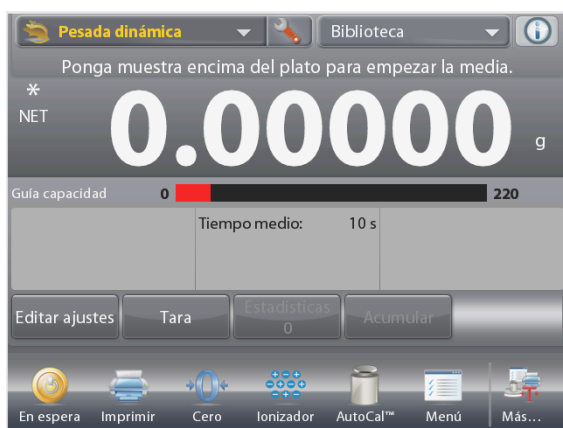 Pesada dinámica
Biblioteca
Ponga muestra encima del plato para empezar la media.
*
NET
0.00000 g
Guía capacidad 0 220
Tiempo medio: 10 s
Editar ajustes
Tara
Estadísticas
0
Acumular
En espera
Imprimir
Cero
Ionizador
AutoCal™
Menú
Más...